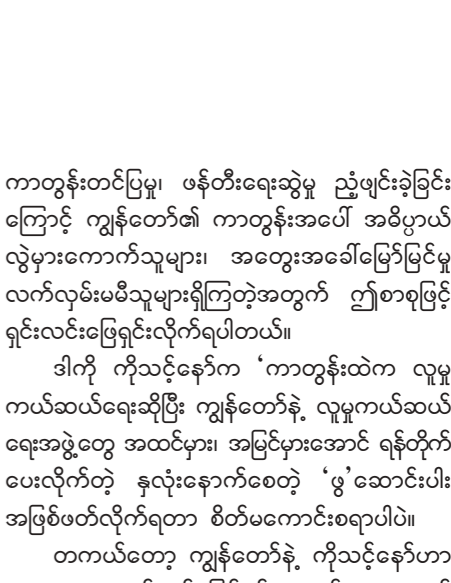 ကာတွန်းတင်ပြမှု၊ ဖန်တီးရေးဆွဲမှု ညံ့ဖျင်းခဲ့ခြင်း
ကြောင့် ကျွန်တော်၏ ကာတွန်းအပေါ် အဓိပ္ပာယ်
လွဲမှားကောက်သူများ၊ အတွေးအခေါ်မြော်မြင်မှု
လက်လှမ်းမမီသူများရှိကြတဲ့အတွက် ဤစာစုဖြင့်
ရှင်းလင်းဖြေရှင်းလိုက်ရပါတယ်။
ဒါကို ကိုသင့်နော်က ‘ကာတွန်းထဲက လူမှု
ကယ်ဆယ်ရေးဆိုပြီး ကျွန်တော်နဲ့ လူမှုကယ်ဆယ်
ရေးအဖွဲ့တွေ အထင်မှား၊ အမြင်မှားအောင် ရန်တိုက်
ပေးလိုက်တဲ့ နှလုံးနောက်စေတဲ့ ‘ဖွ’ဆောင်းပါး
အဖြစ်ဖတ်လိုက်ရတာ စိတ်မကောင်းစရာပါပဲ။
တကယ်တော့ ကျွန်တော်နဲ့ ကိုသင့်နော်ဟာ